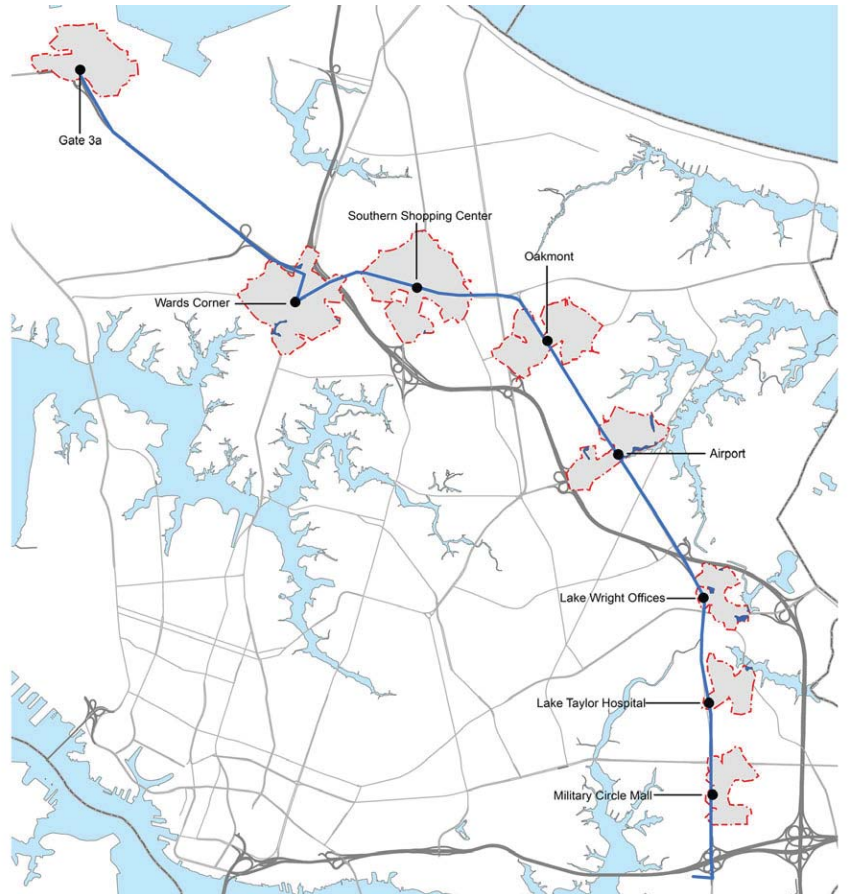 Gate 3a
Southern Shopping Center
Oakmont
Wards Corner
Airport
Lake Wright Offices
Lake Taylor Hospital
Military Circle Mall